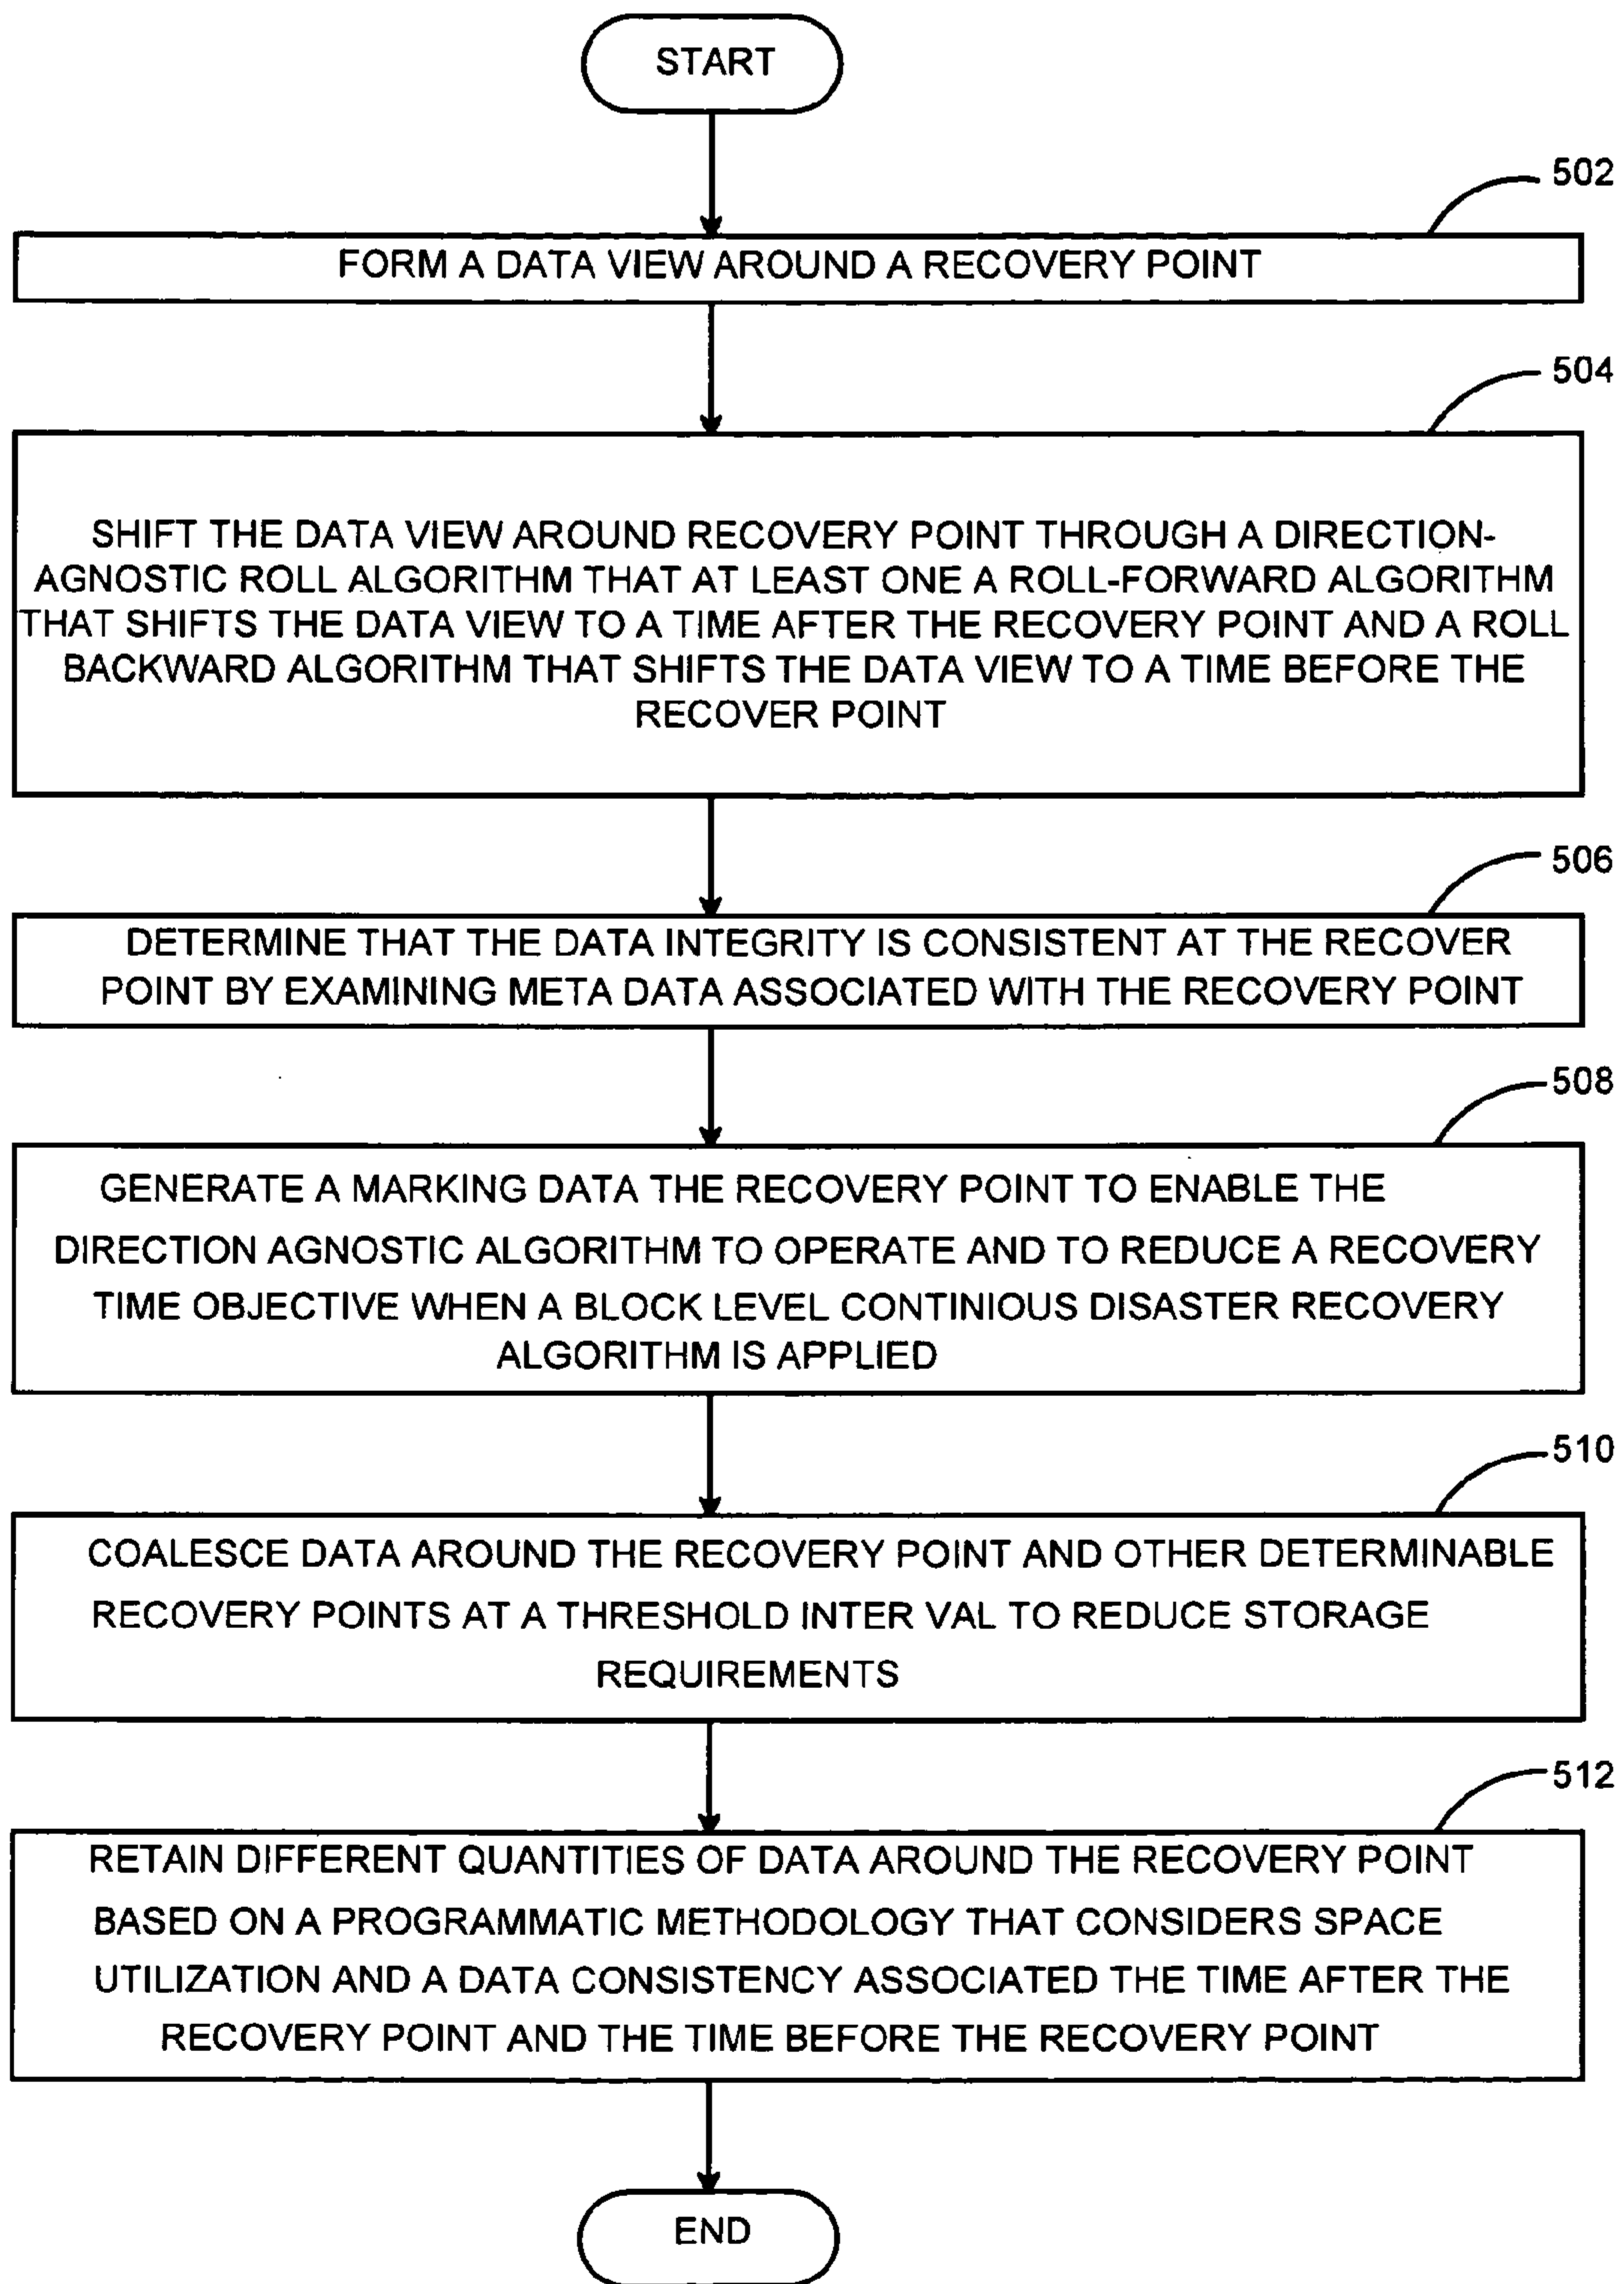 START
502
FORM A DATA VIEW AROUND A RECOVERY POINT
504
SHIFT THE DATA VIEW AROUND RECOVERY POINT THROUGH A DIRECTION-
AGNOSTIC ROLL ALGORITHM THAT AT LEAST ONE A ROLL-FORWARD ALGORITHM
THAT SHIFTS THE DATA VIEW TO A TIME AFTER THE RECOVERY POINT AND A ROLL
BACKWARD ALGORITHM THAT SHIFTS THE DATA VIEW TO A TIME BEFORE THE
RECOVER POINT
506
DETERMINE THAT THE DATA INTEGRITY IS CONSISTENT AT THE RECOVER
POINT BY EXAMINING META DATA ASSOCIATED WITH THE RECOVERY POINT
508
GENERATE A MARKING DATA THE RECOVERY POINT TO ENABLE THE
DIRECTION AGNOSTIC ALGORITHM TO OPERATE AND TO REDUCE A RECOVERY
TIME OBJECTIVE WHEN A BLOCK LEVEL CONTINIOUS DISASTER RECOVERY
ALGORITHM IS APPLIED
510
COALESCE DATA AROUND THE RECOVERY POINT AND OTHER DETERMINABLE
RECOVERY POINTS AT A THRESHOLD INTER VAL TO REDUCE STORAGE
REQUIREMENTS
512
RETAIN DIFFERENT QUANTITIES OF DATA AROUND THE RECOVERY POINT
BASED ON A PROGRAMMATIC METHODOLOGY THAT CONSIDERS SPACE
UTILIZATION AND A DATA CONSISTENCY ASSOCIATED THE TIME AFTER THE
RECOVERY POINT AND THE TIME BEFORE THE RECOVERY POINT
END